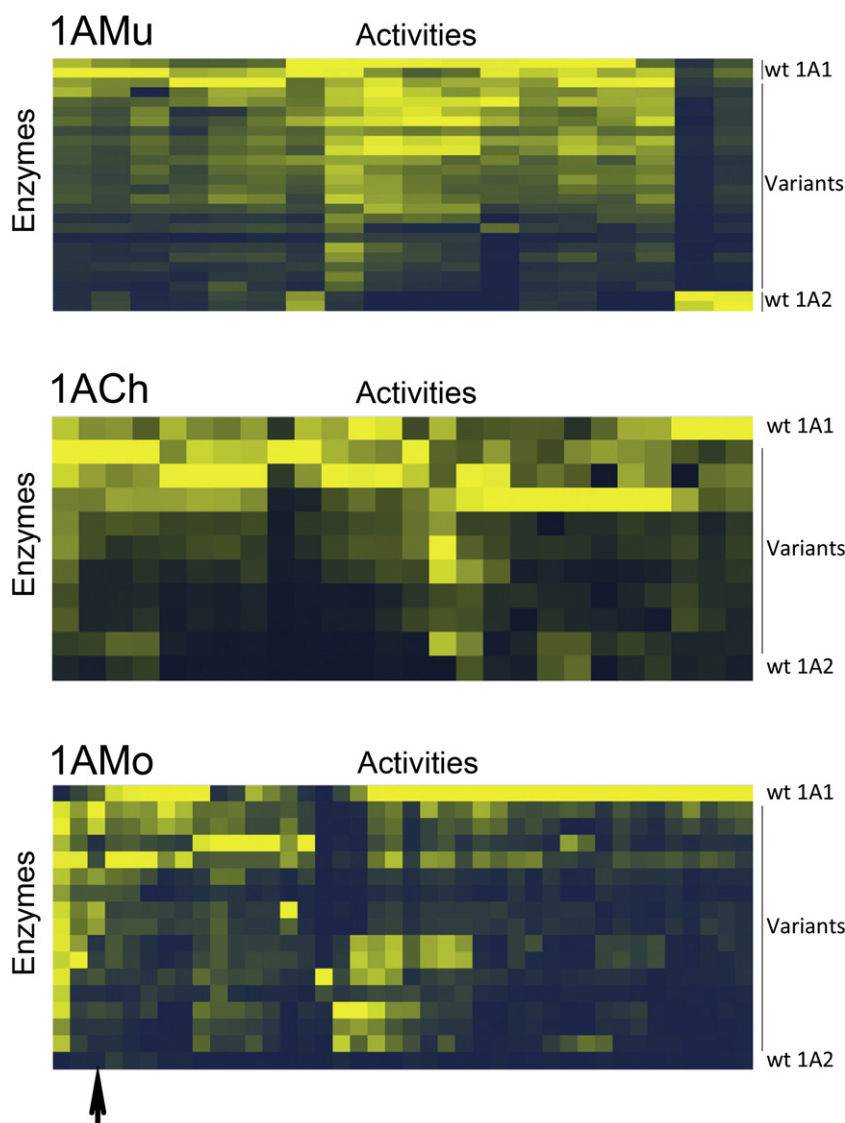 1AMu
Activities
Enzymes
wt 1A1
Variants
wt 1A2
1ACh
Activities
Enzymes
wt 1A1
Variants
wt 1A2
1AMo
Activities
Enzymes
wt 1A1
Variants
wt 1A2